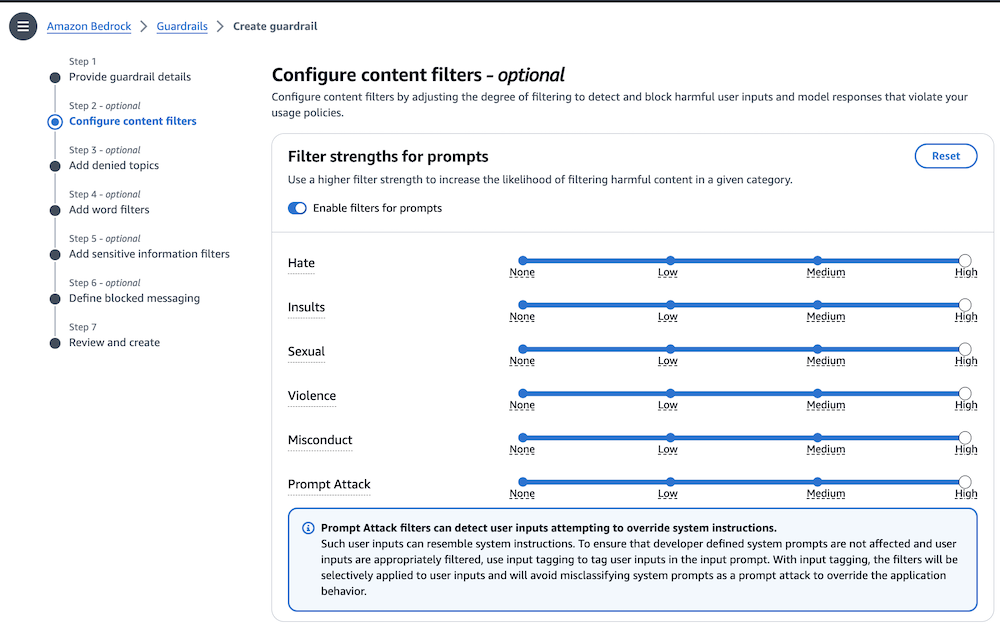 Amazon Bedrock > Guardrails > Create guardrail
Step 1
Provide guardrail details
Step 2 - optional
Configure content filters
Step 3 - optional
Add denied topics
Step 4 - optional
Add word filters
Step 5 - optional
Add sensitive information filters
Step 6 - optional
Define blocked messaging
Step 7
Review and create
Configure content filters - optional
Configure content filters by adjusting the degree of filtering to detect and block harmful user inputs and model responses that violate your
usage policies.
Filter strengths for prompts
Reset
Use a higher filter strength to increase the likelihood of filtering harmful content in a given category.
Enable filters for prompts
Hate
None Low Medium High
Insults
None Low Medium High
Sexual
None Low Medium High
Violence
None Low Medium High
Misconduct
None Low Medium High
Prompt Attack
None Low Medium High
Prompt Attack filters can detect user inputs attempting to override system instructions.
Such user inputs can resemble system instructions. To ensure that developer defined system prompts are not affected and user
inputs are appropriately filtered, use input tagging to tag user inputs in the input prompt. With input tagging, the filters will be
selectively applied to user inputs and will avoid misclassifying system prompts as a prompt attack to override the application
behavior.